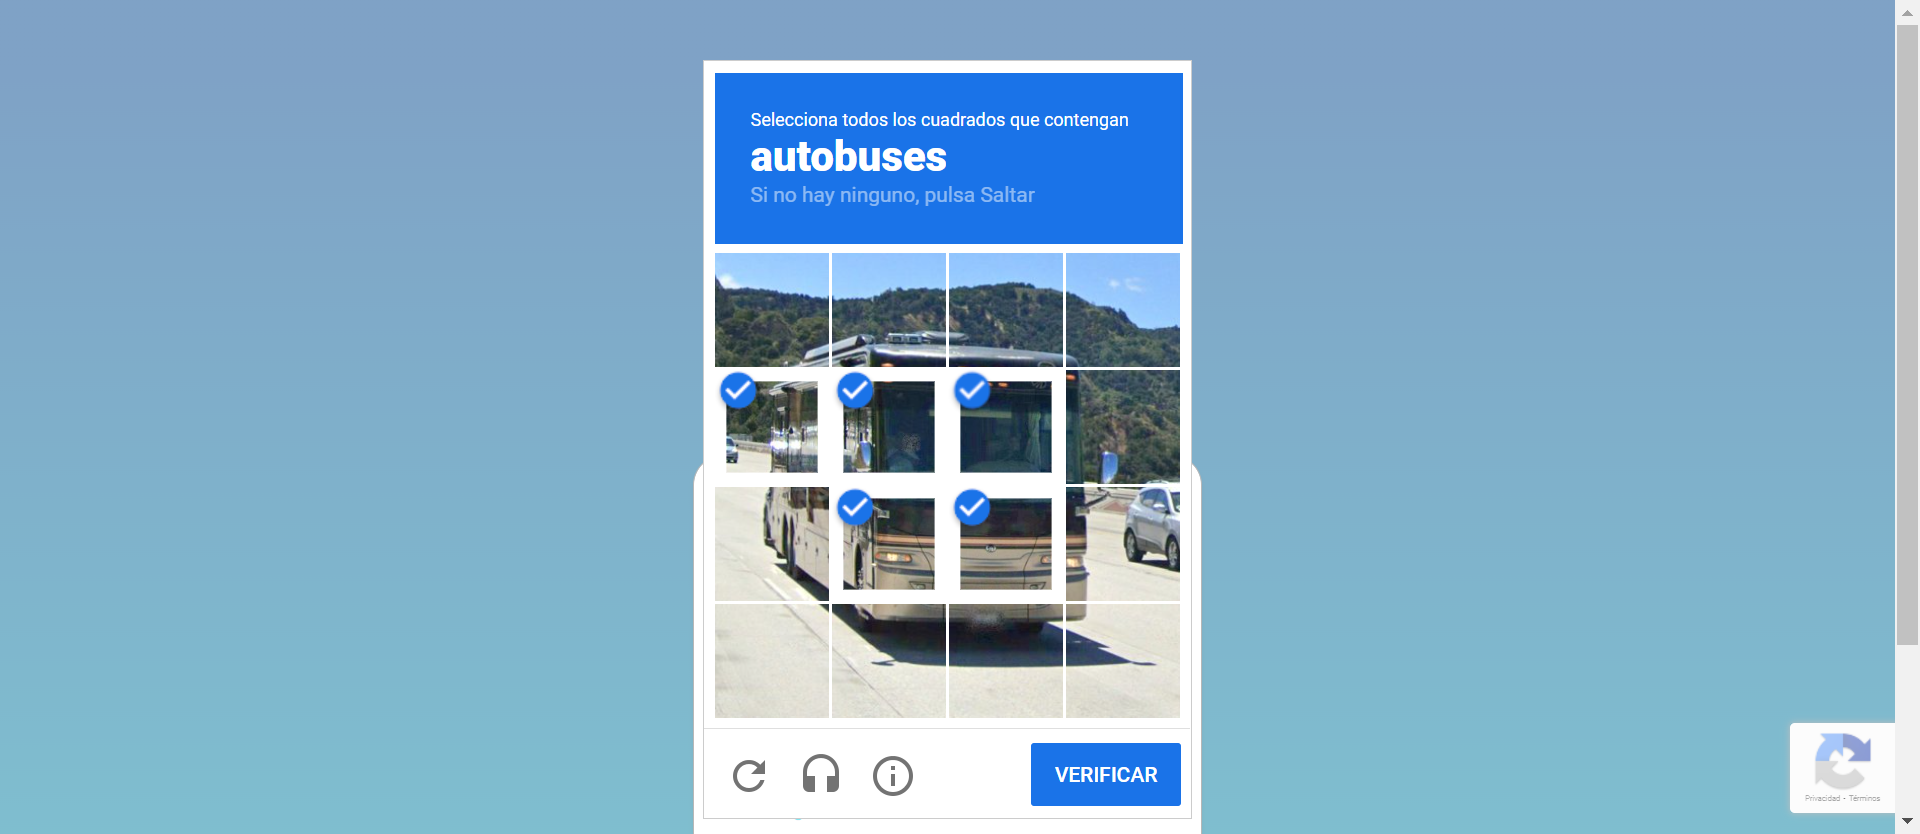 Selecciona todos los cuadrados que contengan
autobuses
Si no hay ninguno, pulsa Saltar
VERIFICAR
Privacidad - Términos